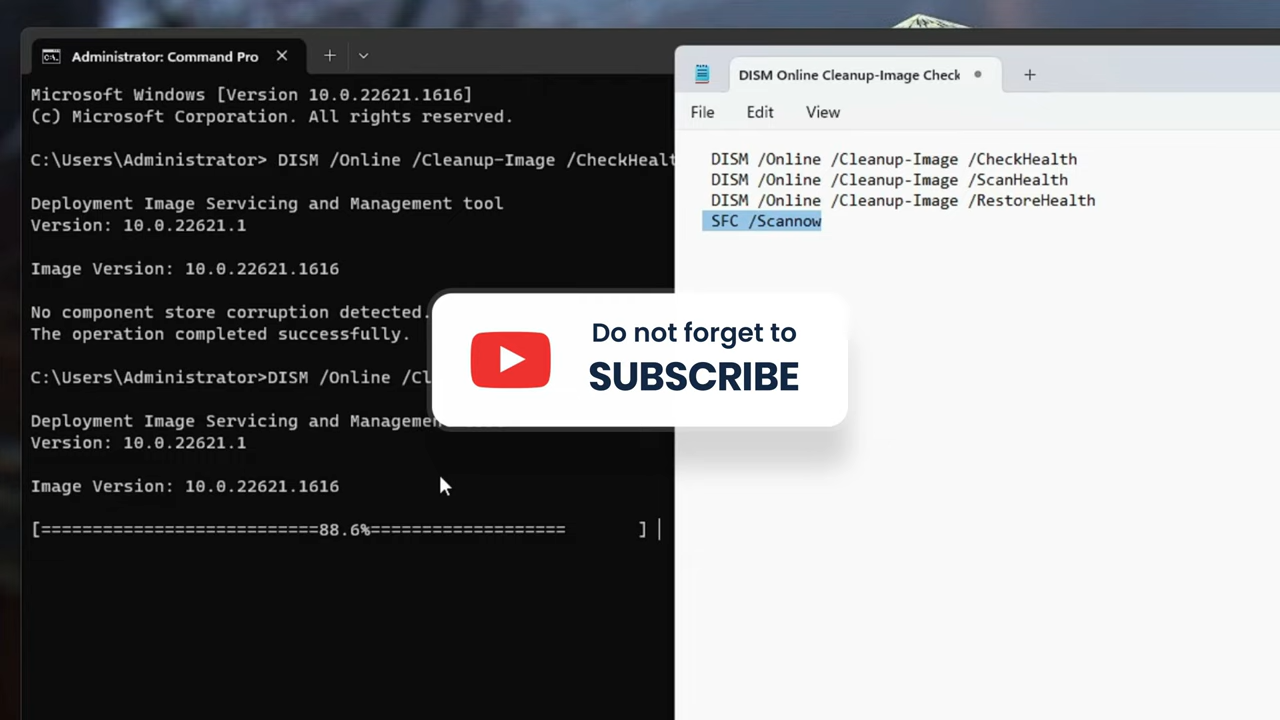 Administrator: Command Pro
Microsoft Windows [Version 10.0.22621.1616]
(c) Microsoft Corporation. All rights reserved.
C:\Users\Administrator> DISM /Online /Cleanup-Image /CheckHealt
Deployment Image Servicing and Management tool
Version: 10.0.22621.1
Image Version: 10.0.22621.1616
No component store corruption detected.
The operation completed successfully.
C:\Users\Administrator>DISM /Online /Cl
Deployment Image Servicing and Managemen
Version: 10.0.22621.1
Image Version: 10.0.22621.1616
[===========================88.6%=================== ]
DISM Online Cleanup-Image Check
File Edit View
DISM /Online /Cleanup-Image /CheckHealth
DISM /Online /Cleanup-Image /ScanHealth
DISM /Online /Cleanup-Image /RestoreHealth
SFC /Scannow
Do not forget to
SUBSCRIBE